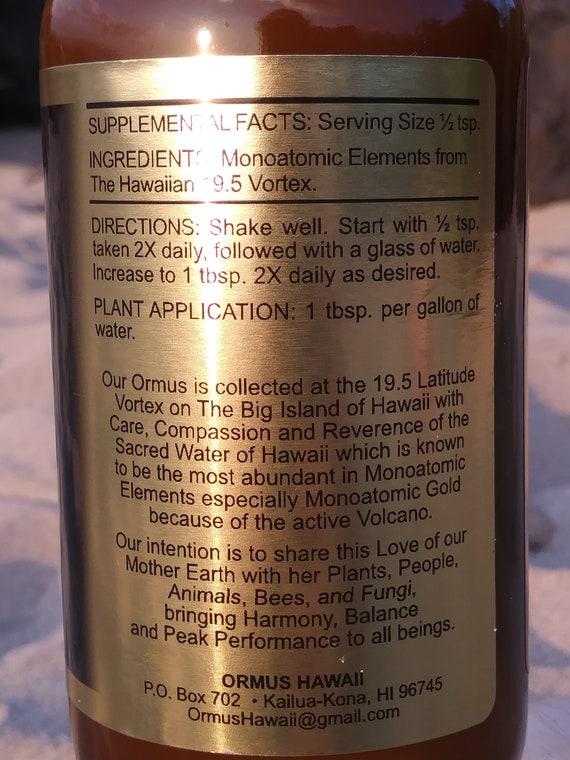 SUPPLEMENTAL FACTS: Serving Size ½ tsp.
INGREDIENTS: Monoatomic Elements from
The Hawaiian 19.5 Vortex.
DIRECTIONS: Shake well. Start with ½ tsp.
taken 2X daily, followed with a glass of water.
Increase to 1 tbsp. 2X daily as desired.
PLANT APPLICATION: 1 tbsp. per gallon of
water.
Our Ormus is collected at the 19.5 Latitude
Vortex on The Big Island of Hawaii with
Care, Compassion and Reverence of the
Sacred Water of Hawaii which is known
to be the most abundant in Monoatomic
Elements especially Monoatomic Gold
because of the active Volcano.
Our intention is to share this Love of our
Mother Earth with her Plants, People,
Animals, Bees, and Fungi,
bringing Harmony, Balance
and Peak Performance to all beings.
ORMUS HAWAII
P.O. Box 702 • Kailua-Kona, HI 96745
OrmusHawaii@gmail.com